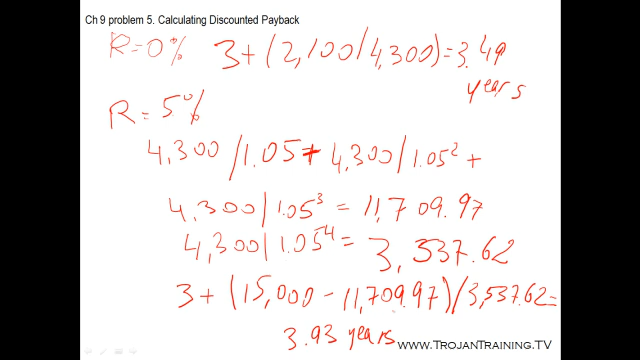 Ch 9 problem 5. Calculating Discounted Payback
R=0% 3+(2,100/4,300)=3.49
years
R=5%
4,300/1.05+4,300/1.05²+
4,300/1.05³=11,709.97
4,300/1.05⁴=3,537.62
3+(15,000-11,709.97)/3,537.62=
3.93 years
www.TrojanTraining.TV